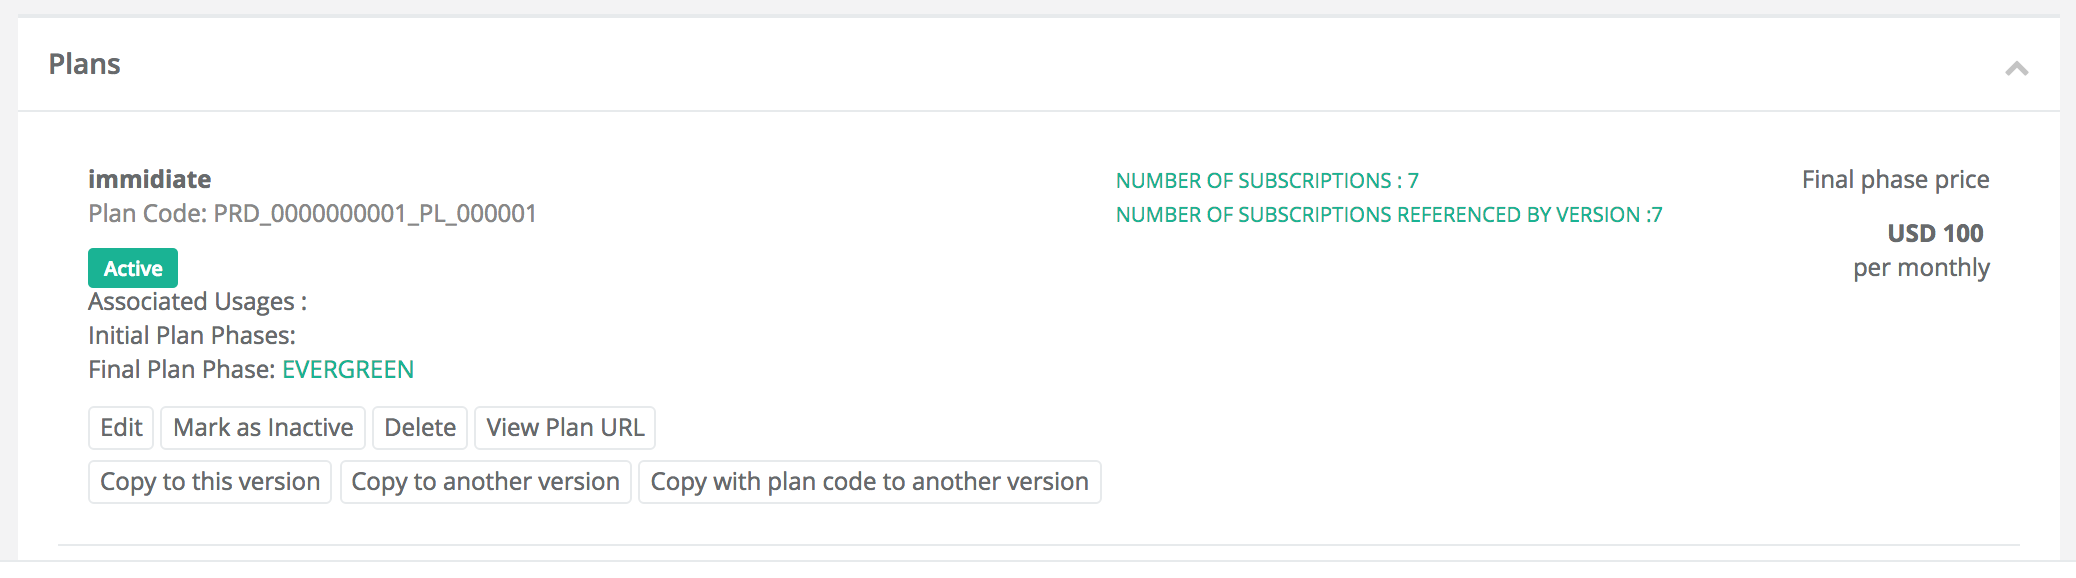 Plans
immidiate
Plan Code: PRD_0000000001_PL_000001
Active
Associated Usages :
Initial Plan Phases:
Final Plan Phase: EVERGREEN
Edit Mark as Inactive Delete View Plan URL
Copy to this version Copy to another version Copy with plan code to another version
NUMBER OF SUBSCRIPTIONS : 7
NUMBER OF SUBSCRIPTIONS REFERENCED BY VERSION :7
Final phase price
USD 100
per monthly